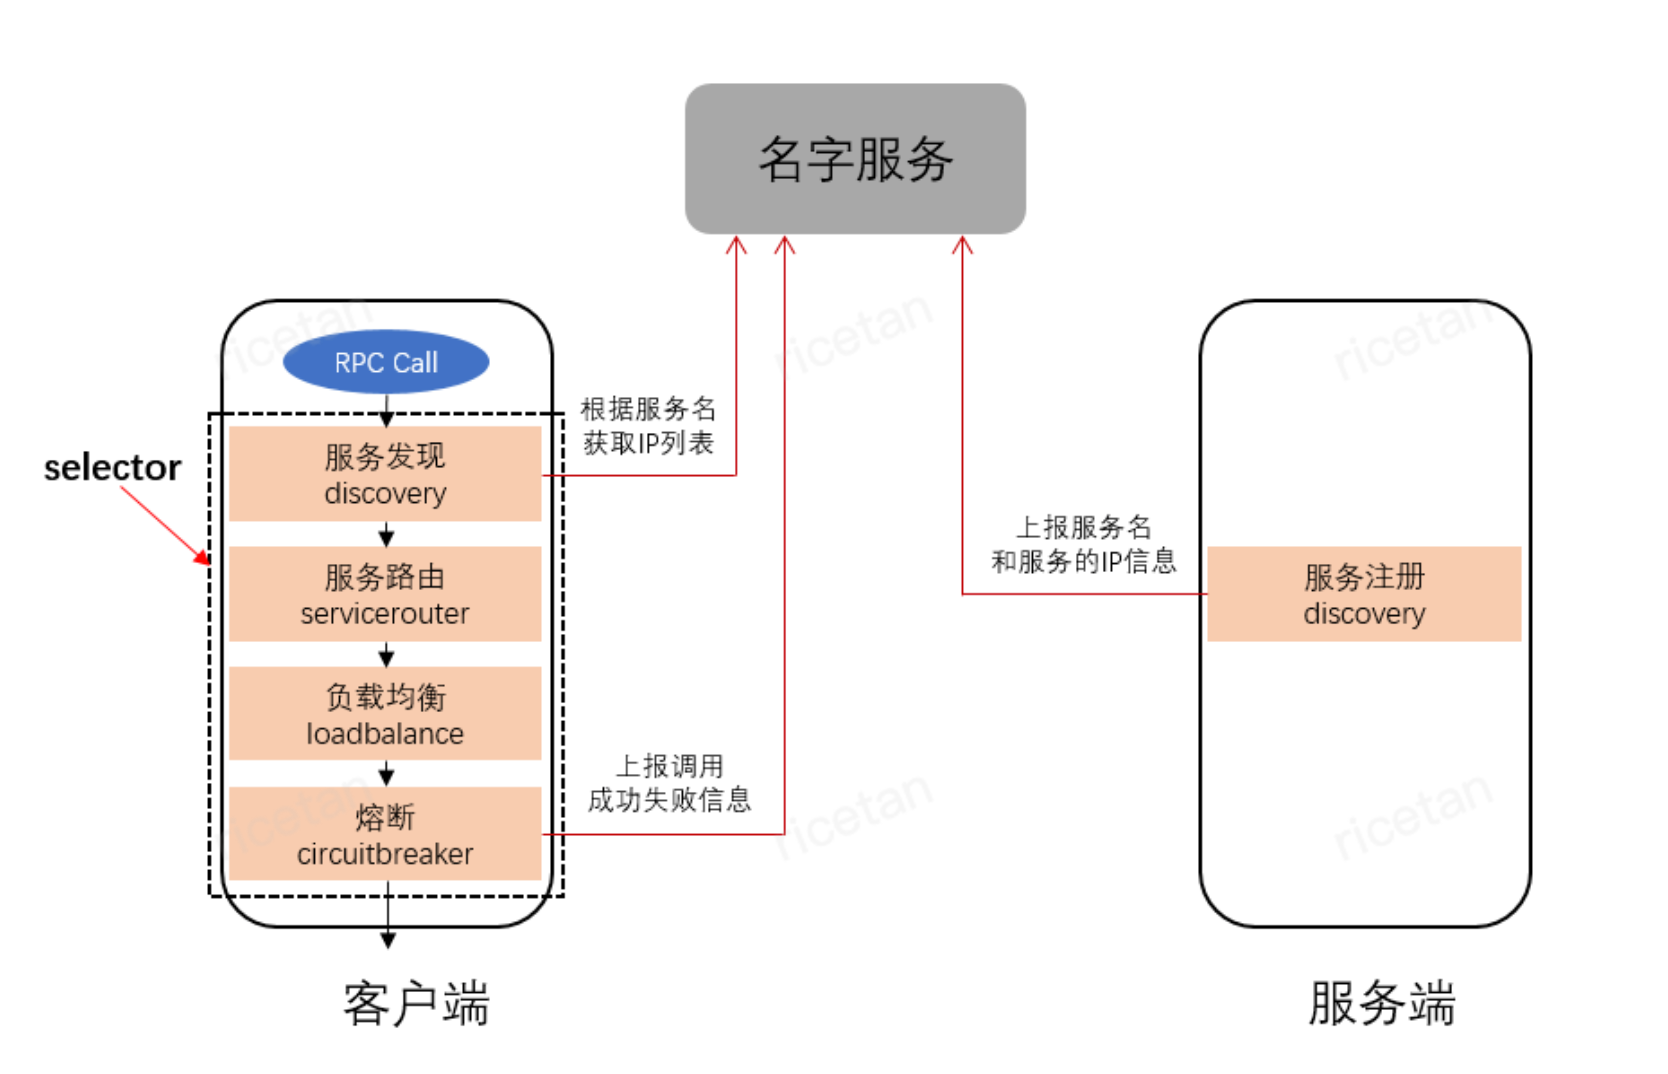 名字服务
RPC Call
服务发现
discovery
服务路由
servicerouter
负载均衡
loadbalance
熔断
circuitbreaker
selector
根据服务名
获取IP列表
上报调用
成功失败信息
上报服务名
和服务的IP信息
服务注册
discovery
客户端
服务端
ricetan
ricetan
ricetan
ricetan
ricetan
ricetan